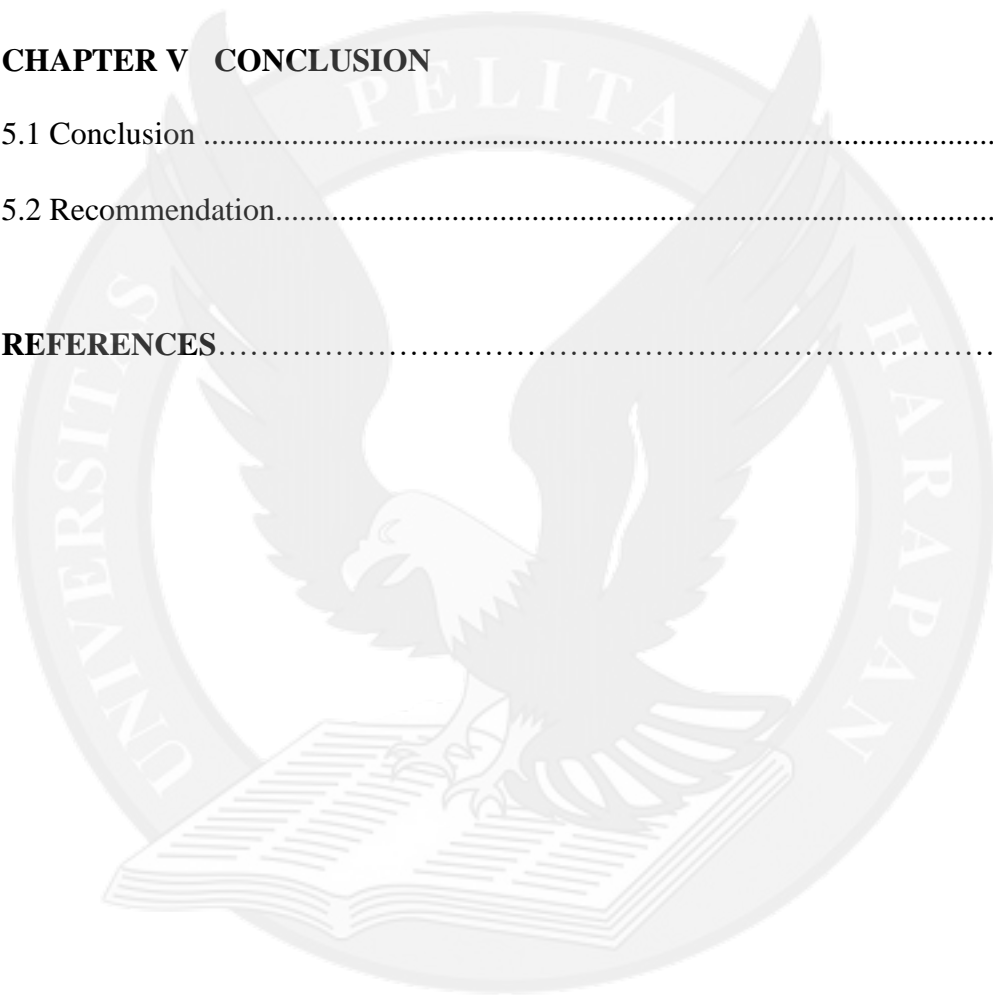 CHAPTER V CONCLUSION
5.1 Conclusion ....................................................................................................
5.2 Recommendation...........................................................................................
REFERENCES……………………………………………………………………
UNIVERSITAS PELITA HARAPAN